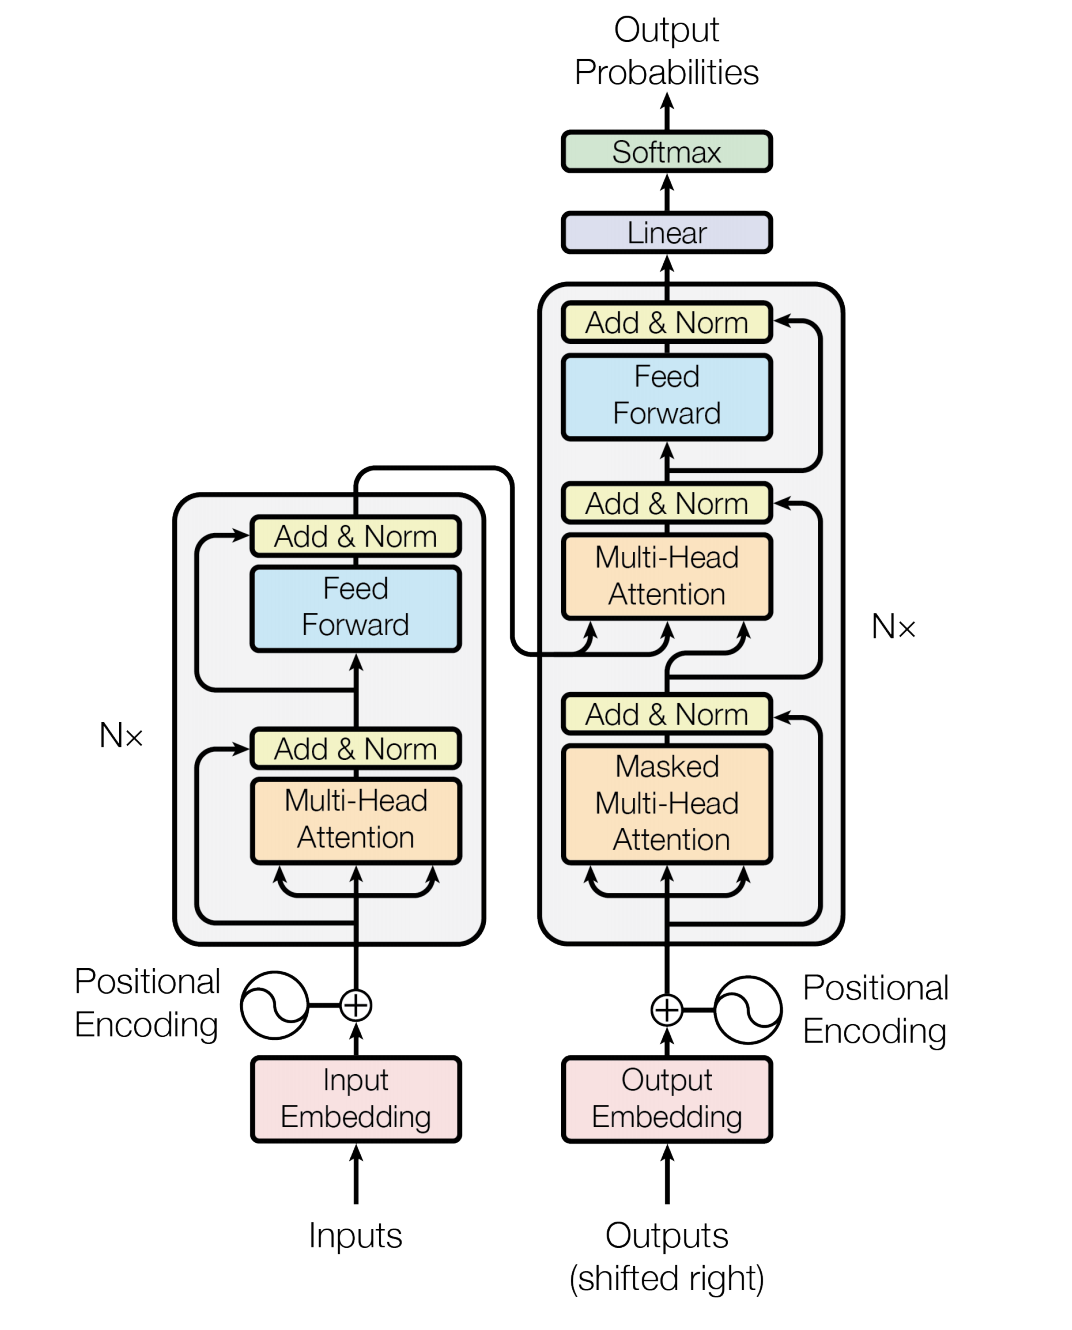 Output
Probabilities
Softmax
Linear
Add & Norm
Feed
Forward
Add & Norm
Multi-Head
Attention
N×
Add & Norm
Masked
Multi-Head
Attention
Add & Norm
Feed
Forward
N×
Add & Norm
Multi-Head
Attention
Positional
Encoding
Positional
Encoding
Input
Embedding
Output
Embedding
Inputs
Outputs
(shifted right)